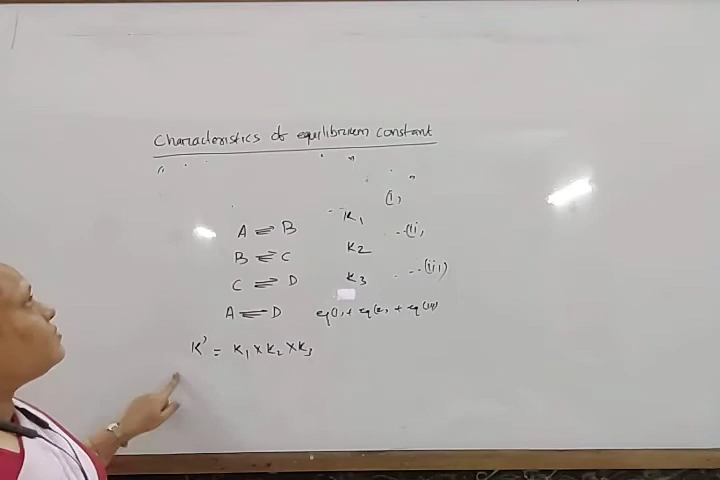 Characteristics of equilibrium constant
A ⇌ B K₁ --(i)
B ⇌ C K₂ --(ii)
C ⇌ D K₃ --(iii)
A ⇌ D eq(i) + eq(ii) + eq(iii)
K' = K₁ × K₂ × K₃